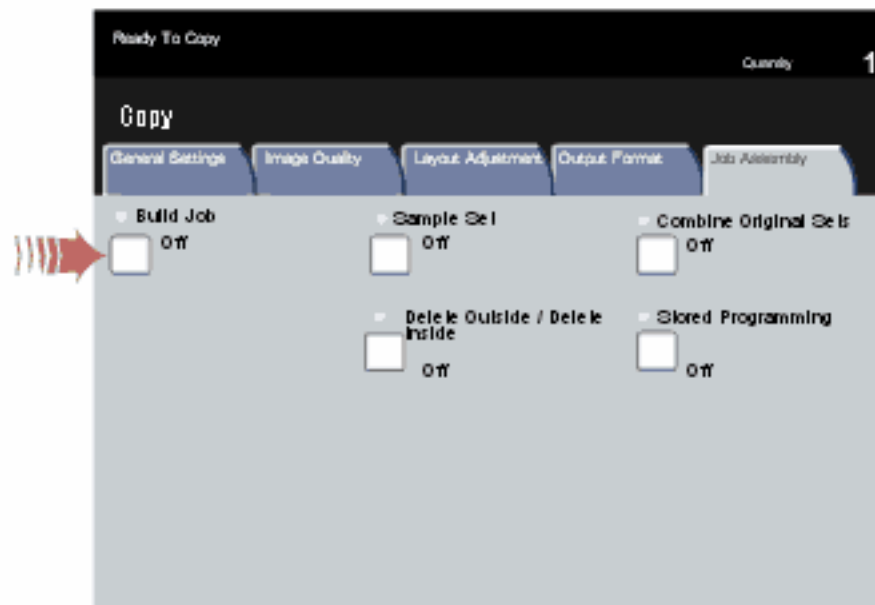 Ready To Copy
Quantity 1
Copy
General Settings Image Quality Layout Adjustment Output Format Job Assembly
Build Job Sample Set Combine Original Sets
Off Off Off
Delete Outside / Delete Stored Programming
Inside
Off Off